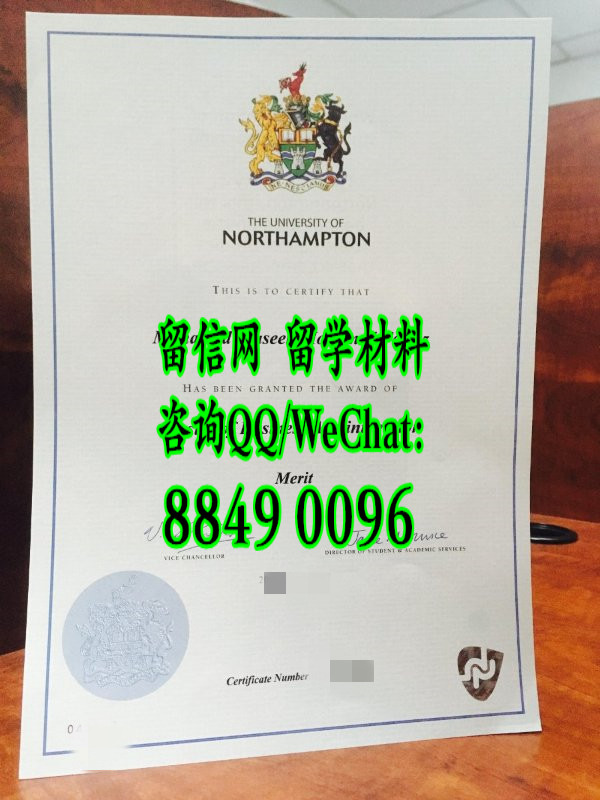 NE·NESCIAMUS
THE UNIVERSITY OF
NORTHAMPTON
THIS IS TO CERTIFY THAT
留信网 留学材料
HAS BEEN GRANTED THE AWARD OF
咨询QQ/WeChat:
Merit
8849 0096
VICE CHANCELLOR
DIRECTOR OF STUDENT & ACADEMIC SERVICES
Certificate Number